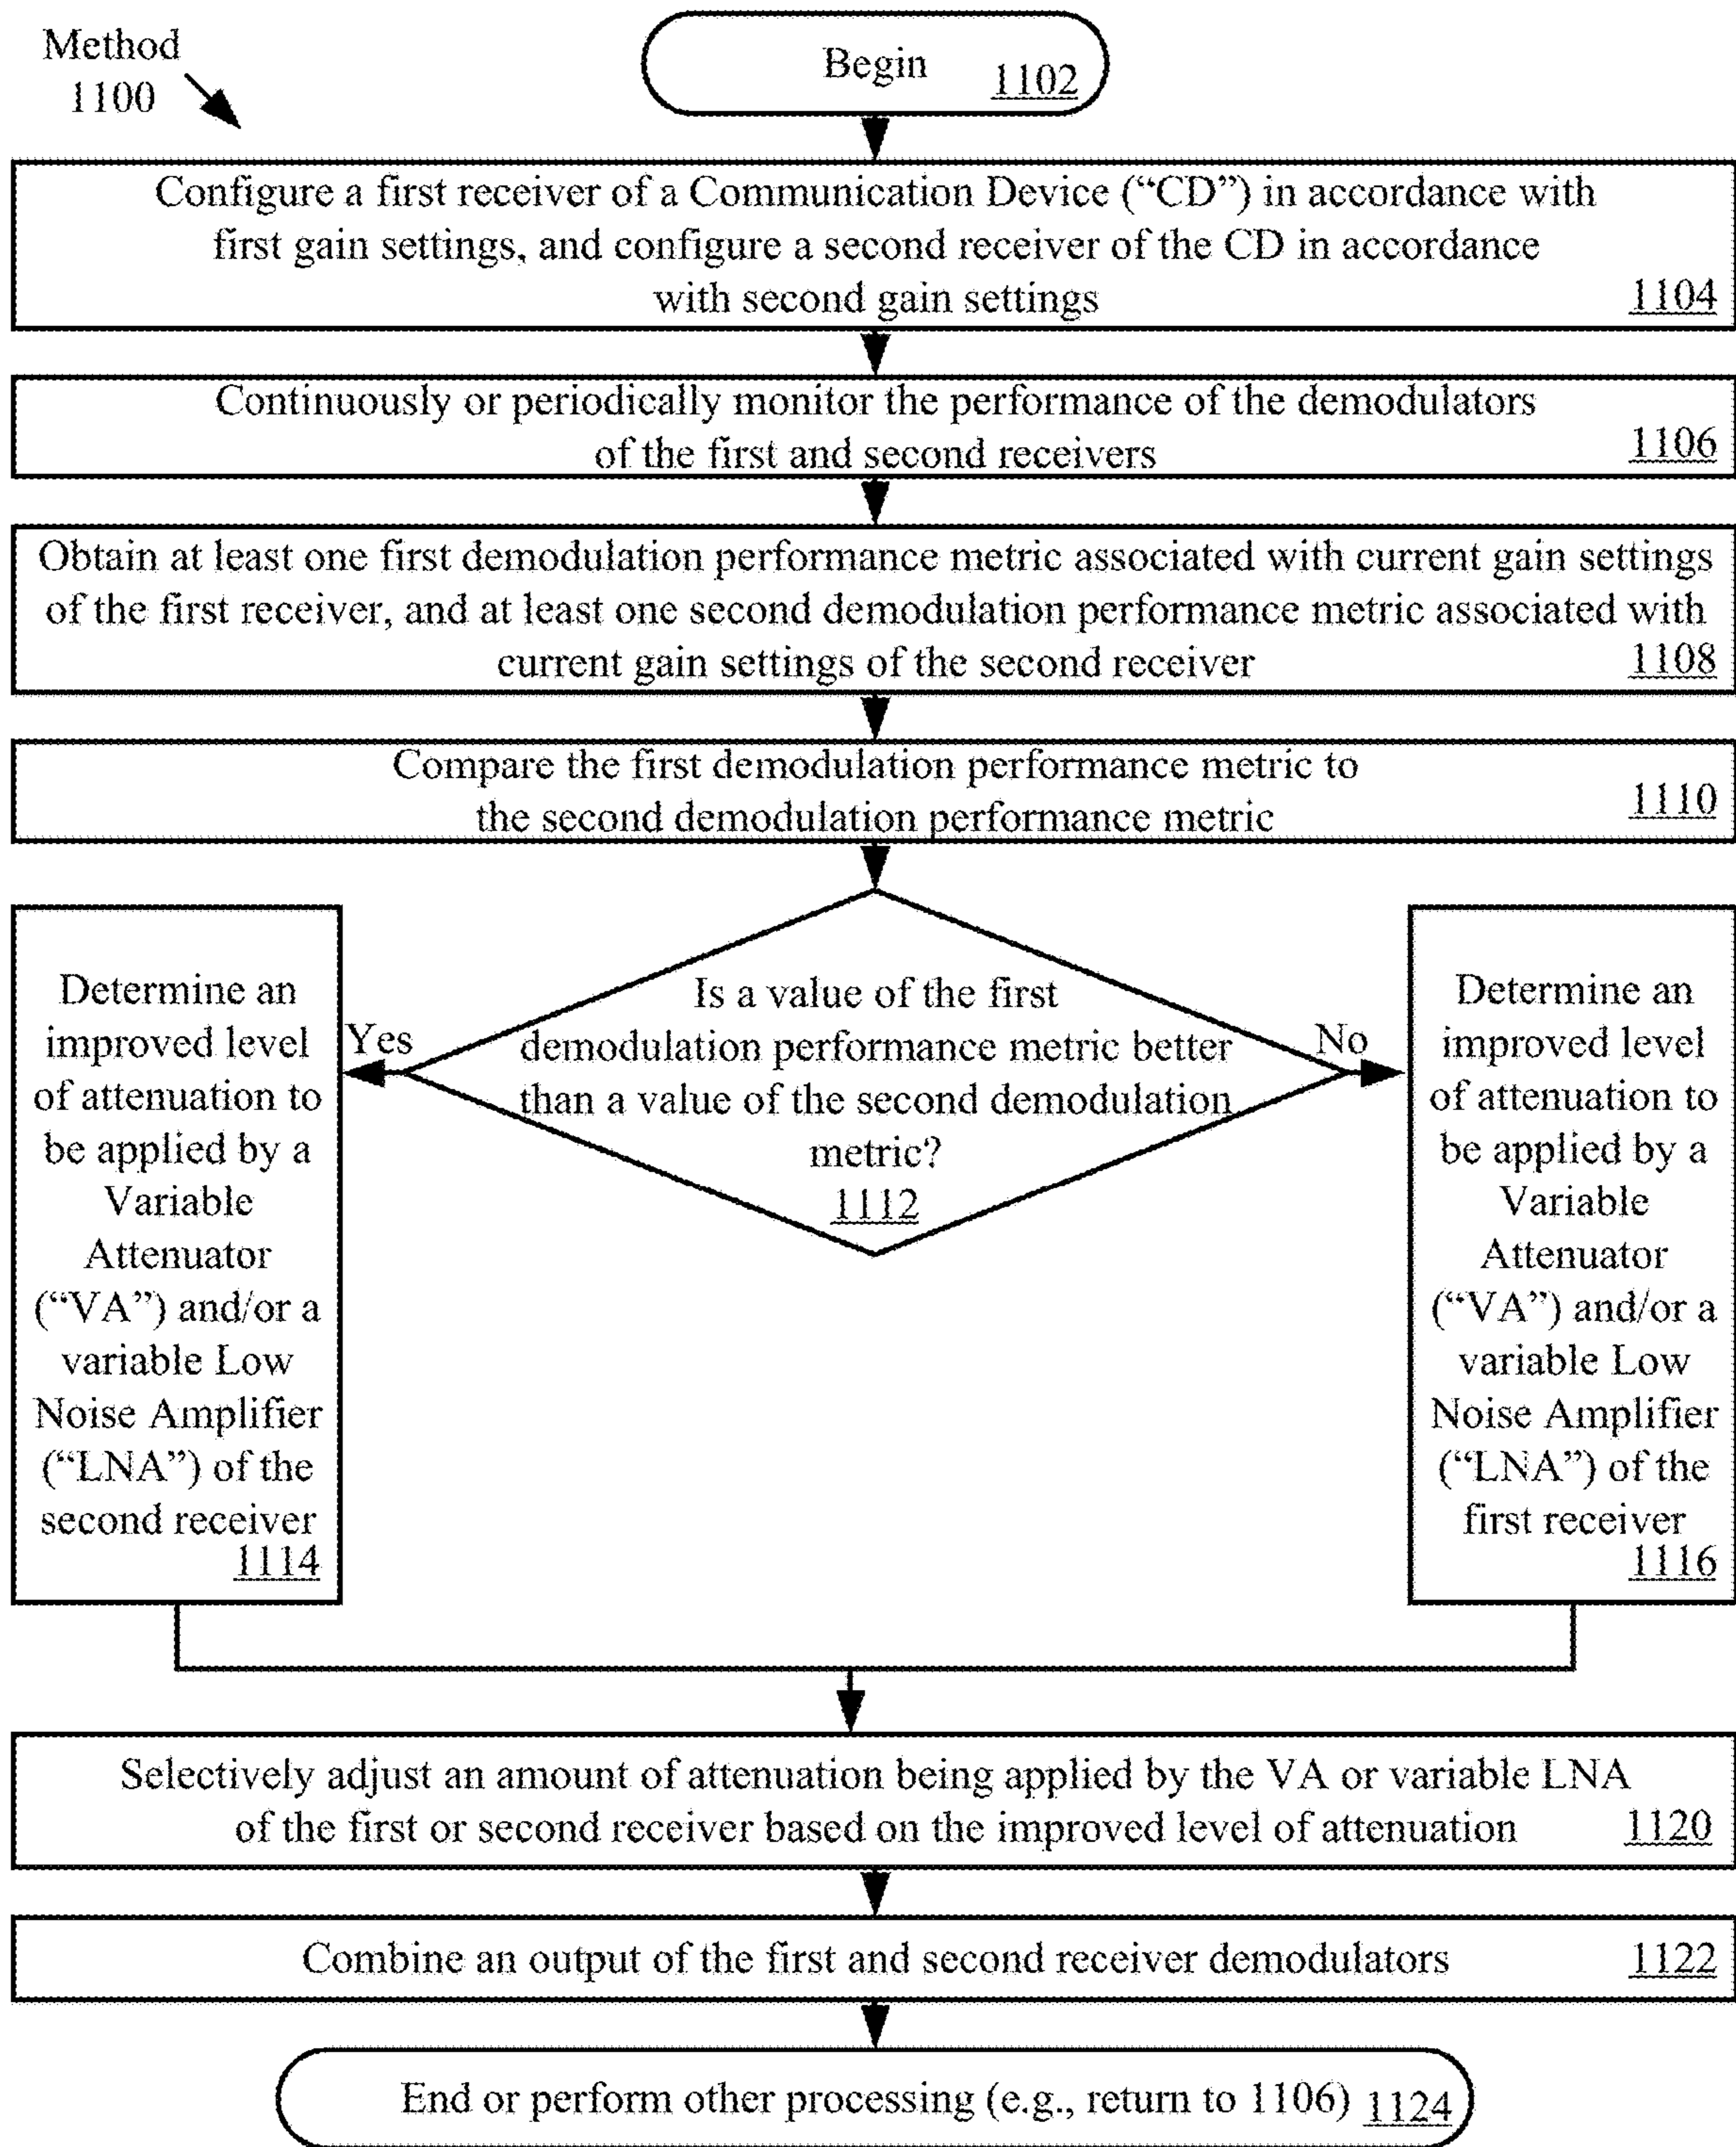 Method
1100
Begin 1102
Configure a first receiver of a Communication Device (“CD”) in accordance with
first gain settings, and configure a second receiver of the CD in accordance
with second gain settings 1104
Continuously or periodically monitor the performance of the demodulators
of the first and second receivers 1106
Obtain at least one first demodulation performance metric associated with current gain settings
of the first receiver, and at least one second demodulation performance metric associated with
current gain settings of the second receiver 1108
Compare the first demodulation performance metric to
the second demodulation performance metric 1110
Is a value of the first
demodulation performance metric better
than a value of the second demodulation
metric?
1112
Yes
Determine an
improved level
of attenuation to
be applied by a
Variable
Attenuator
(“VA”) and/or a
variable Low
Noise Amplifier
(“LNA”) of the
second receiver
1114
No
Determine an
improved level
of attenuation to
be applied by a
Variable
Attenuator
(“VA”) and/or a
variable Low
Noise Amplifier
(“LNA”) of the
first receiver
1116
Selectively adjust an amount of attenuation being applied by the VA or variable LNA
of the first or second receiver based on the improved level of attenuation 1120
Combine an output of the first and second receiver demodulators 1122
End or perform other processing (e.g., return to 1106) 1124